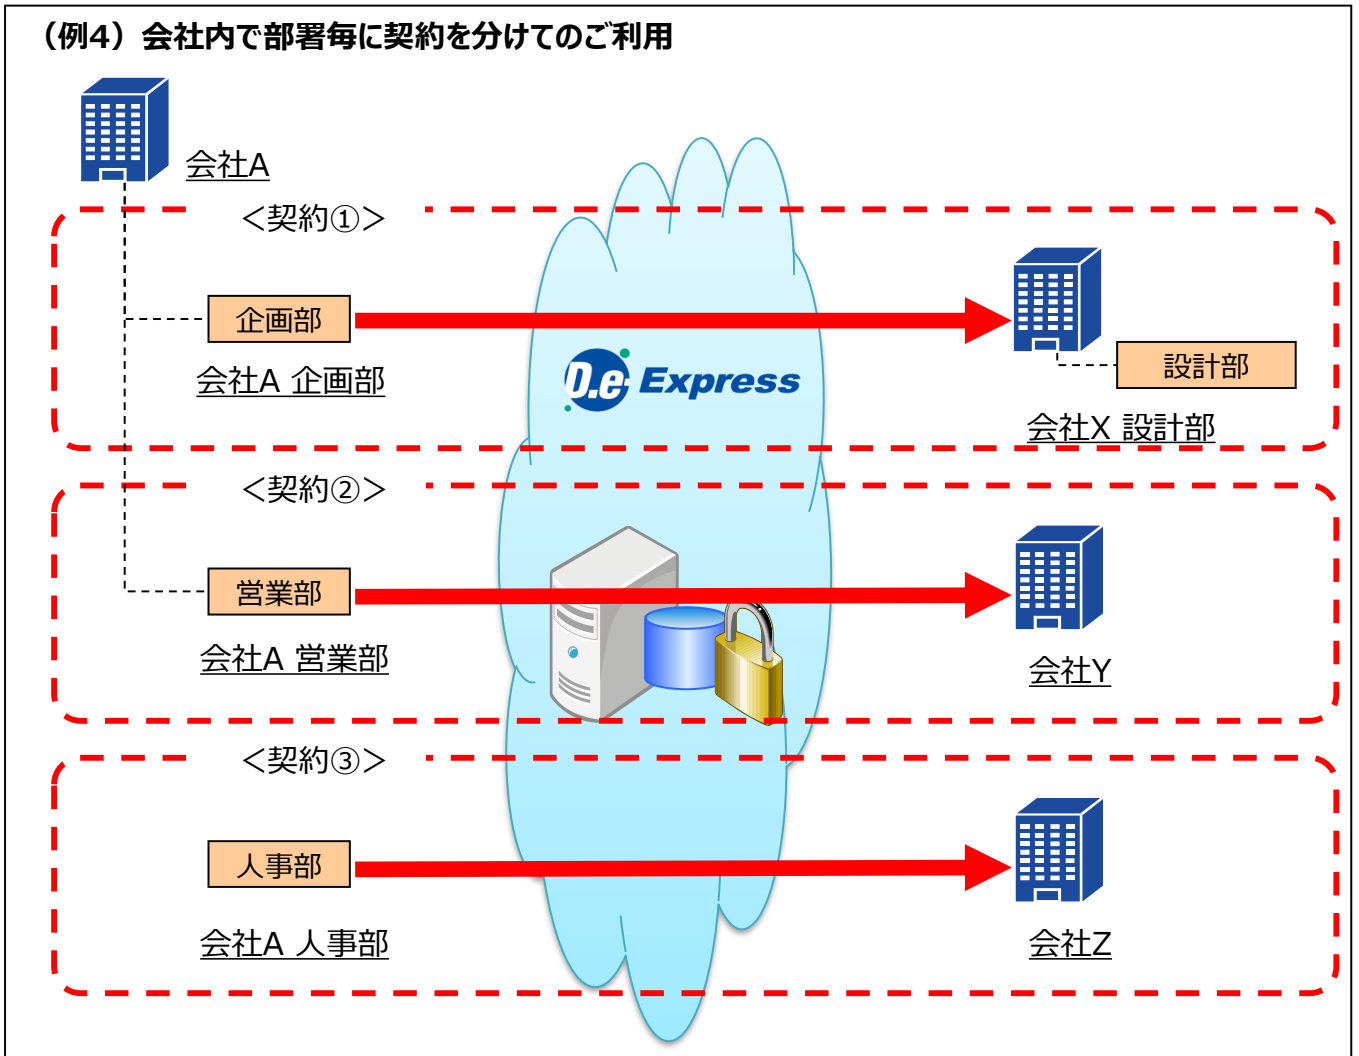 （例4）会社内で部署毎に契約を分けてのご利用
会社A
＜契約①＞
企画部
会社A 企画部
D.e-Express
設計部
会社X 設計部
＜契約②＞
営業部
会社A 営業部
会社Y
＜契約③＞
人事部
会社A 人事部
会社Z